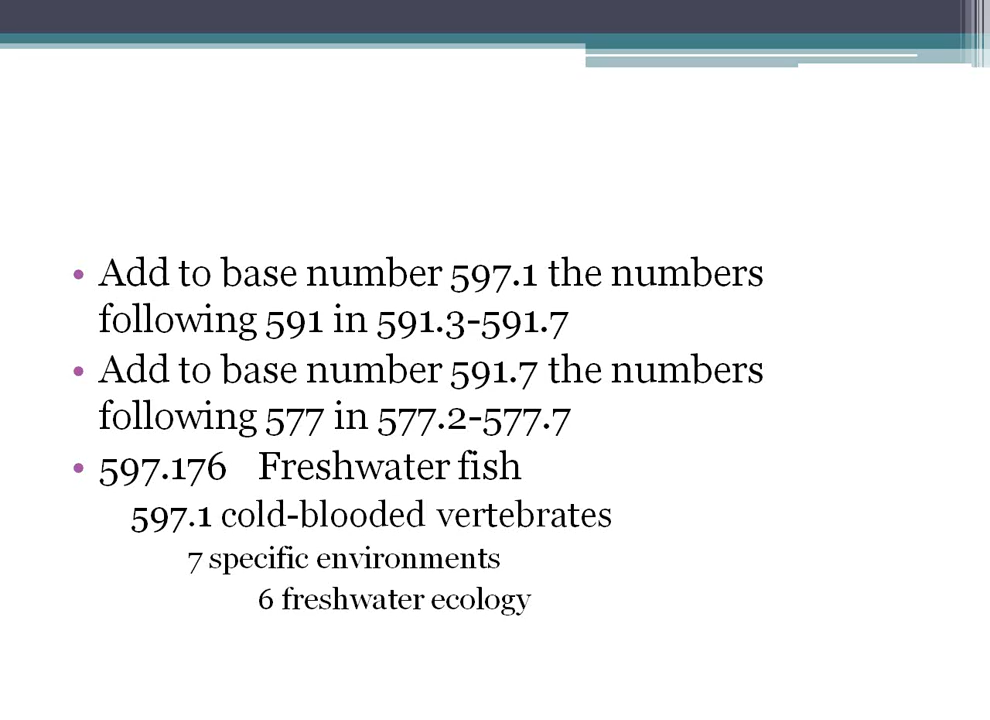 • Add to base number 597.1 the numbers
following 591 in 591.3-591.7
• Add to base number 591.7 the numbers
following 577 in 577.2-577.7
• 597.176 Freshwater fish
597.1 cold-blooded vertebrates
7 specific environments
6 freshwater ecology